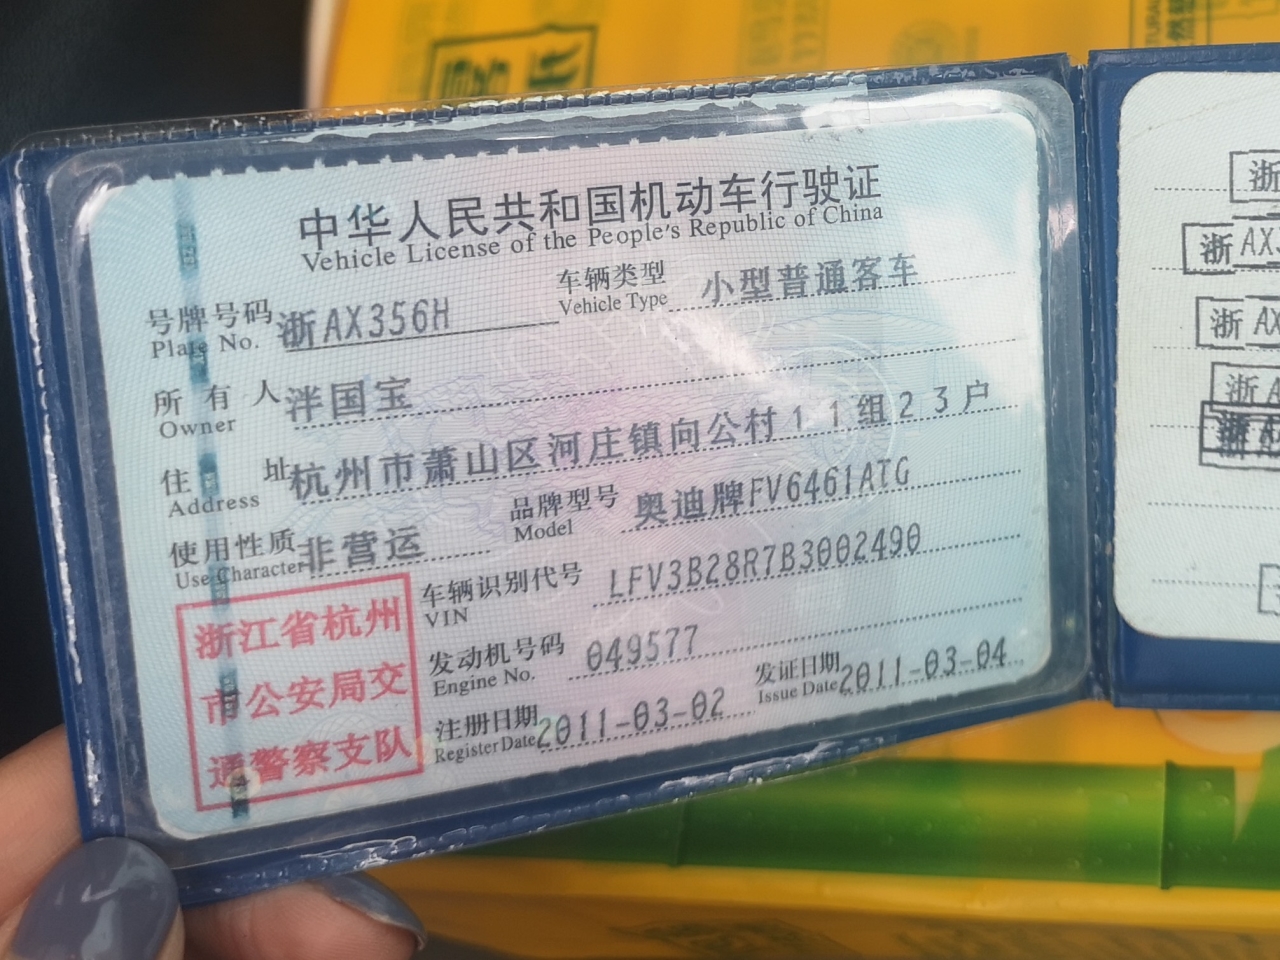 中华人民共和国机动车行驶证
Vehicle License of the People's Republic of China
号牌号码 浙AX356H 车辆类型 小型普通客车
Plate No. Vehicle Type
所有人 泮国宝
Owner
住址 杭州市萧山区河庄镇向公村11组23户
Address
使用性质 非营运 品牌型号 奥迪牌FV6461ATG
Use Character Model
车辆识别代号 LFV3B28R7B3002490
VIN
发动机号码 049577
Engine No.
注册日期 2011-03-02 发证日期 2011-03-04
Register Date Issue Date
浙江省杭州
市公安局交
通警察支队
浙
浙AX3
浙AX
浙A
浙A